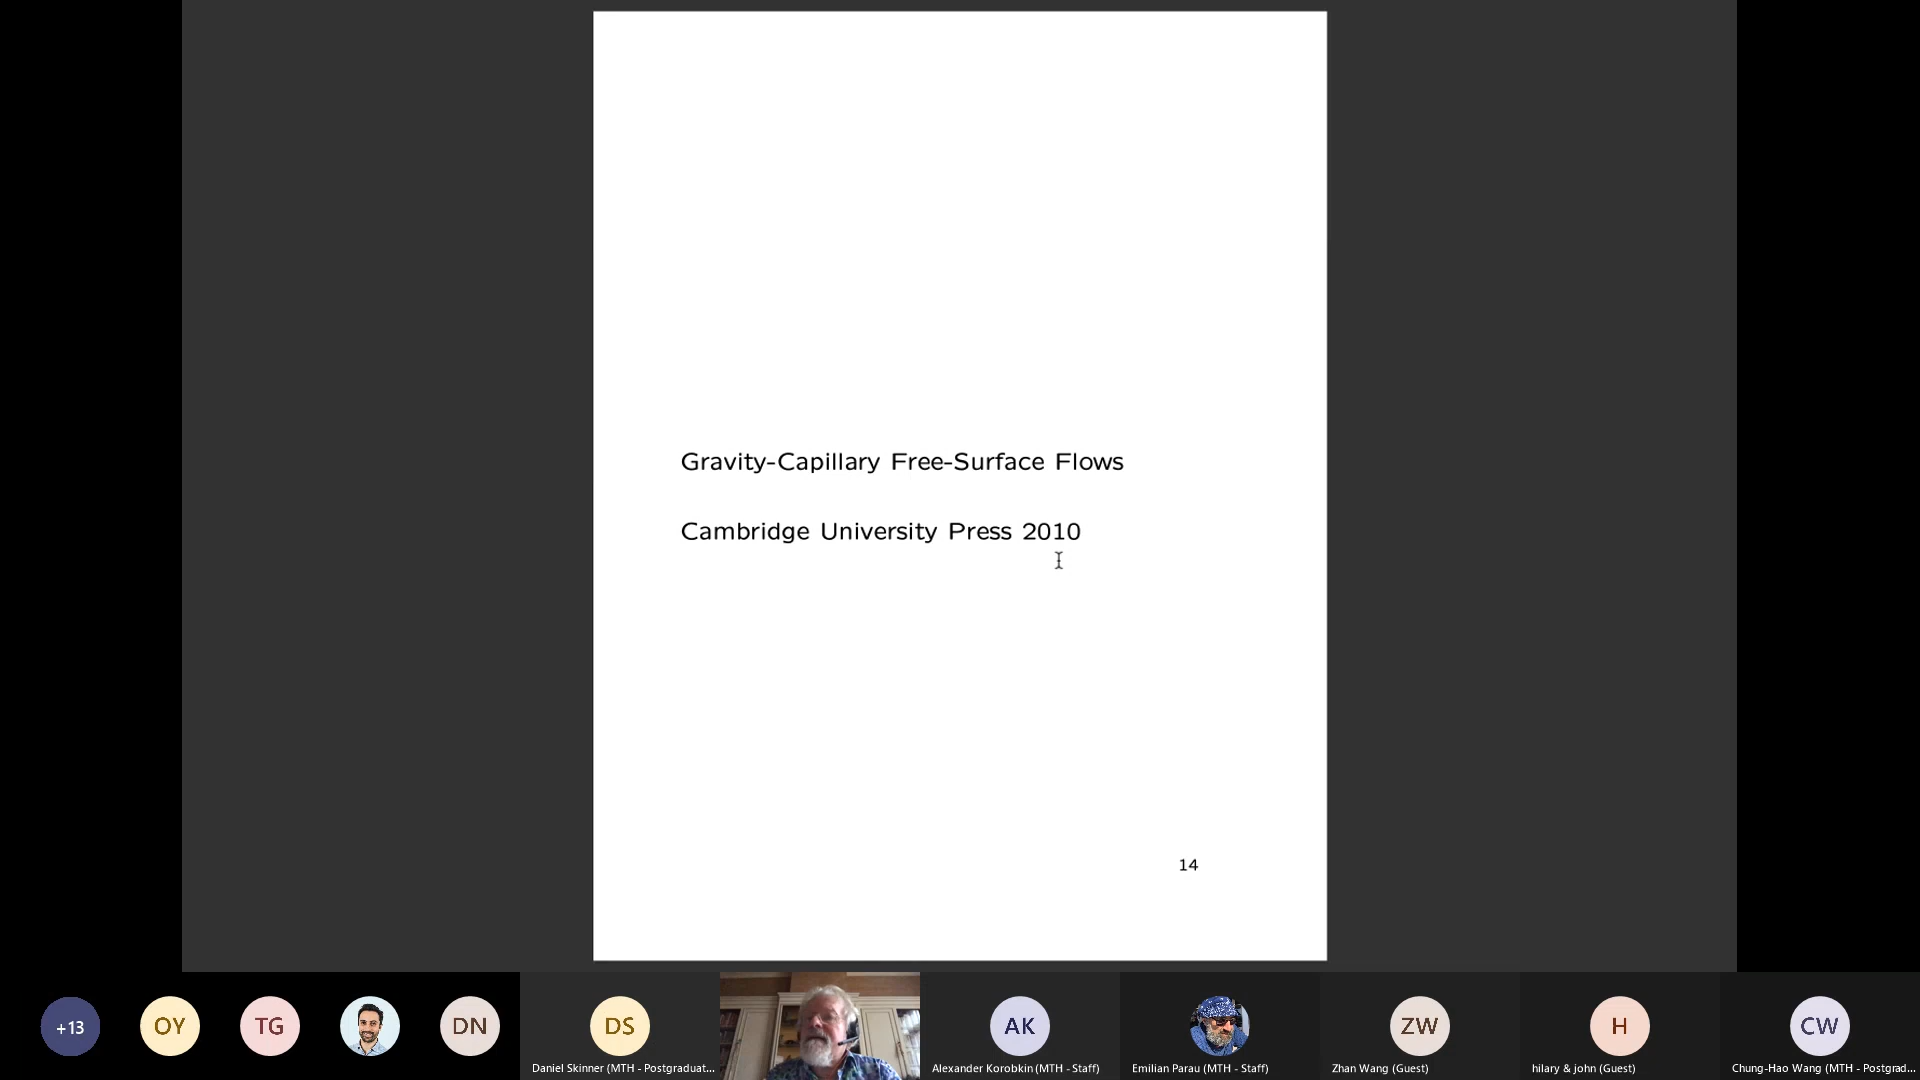 Gravity-Capillary Free-Surface Flows
Cambridge University Press 2010
14
+13
OY
TG
DN
DS
AK
ZW
H
CW
Daniel Skinner (MTH - Postgraduat...
Alexander Korobkin (MTH - Staff)
Emilian Parau (MTH - Staff)
Zhan Wang (Guest)
hilary & john (Guest)
Chung-Hao Wang (MTH - Postgrad...